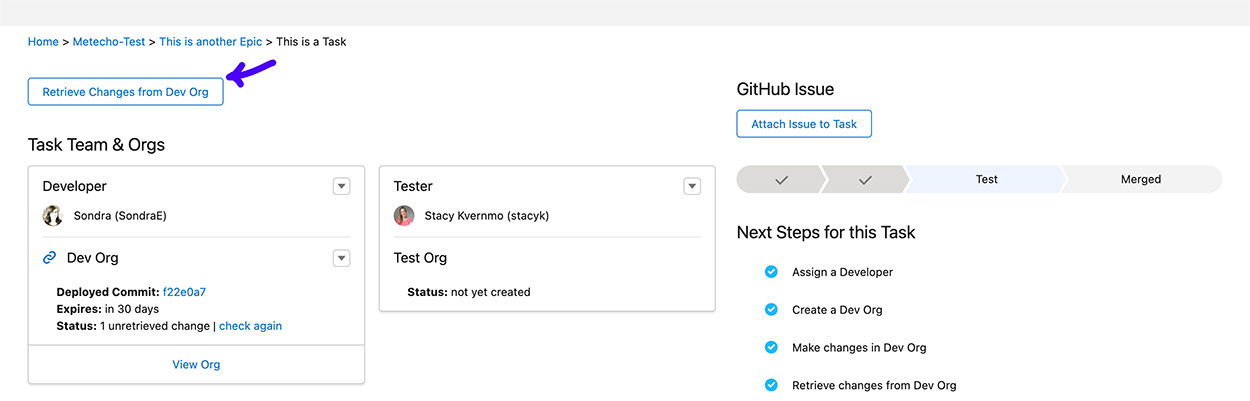 Home > Metecho-Test > This is another Epic > This is a Task
Retrieve Changes from Dev Org
Task Team & Orgs
Developer
Sondra (SondraE)
Dev Org
Deployed Commit: f22e0a7
Expires: in 30 days
Status: 1 unretrieved change | check again
View Org
Tester
Stacy Kvernmo (stacyk)
Test Org
Status: not yet created
GitHub Issue
Attach Issue to Task
Test
Merged
Next Steps for this Task
Assign a Developer
Create a Dev Org
Make changes in Dev Org
Retrieve changes from Dev Org